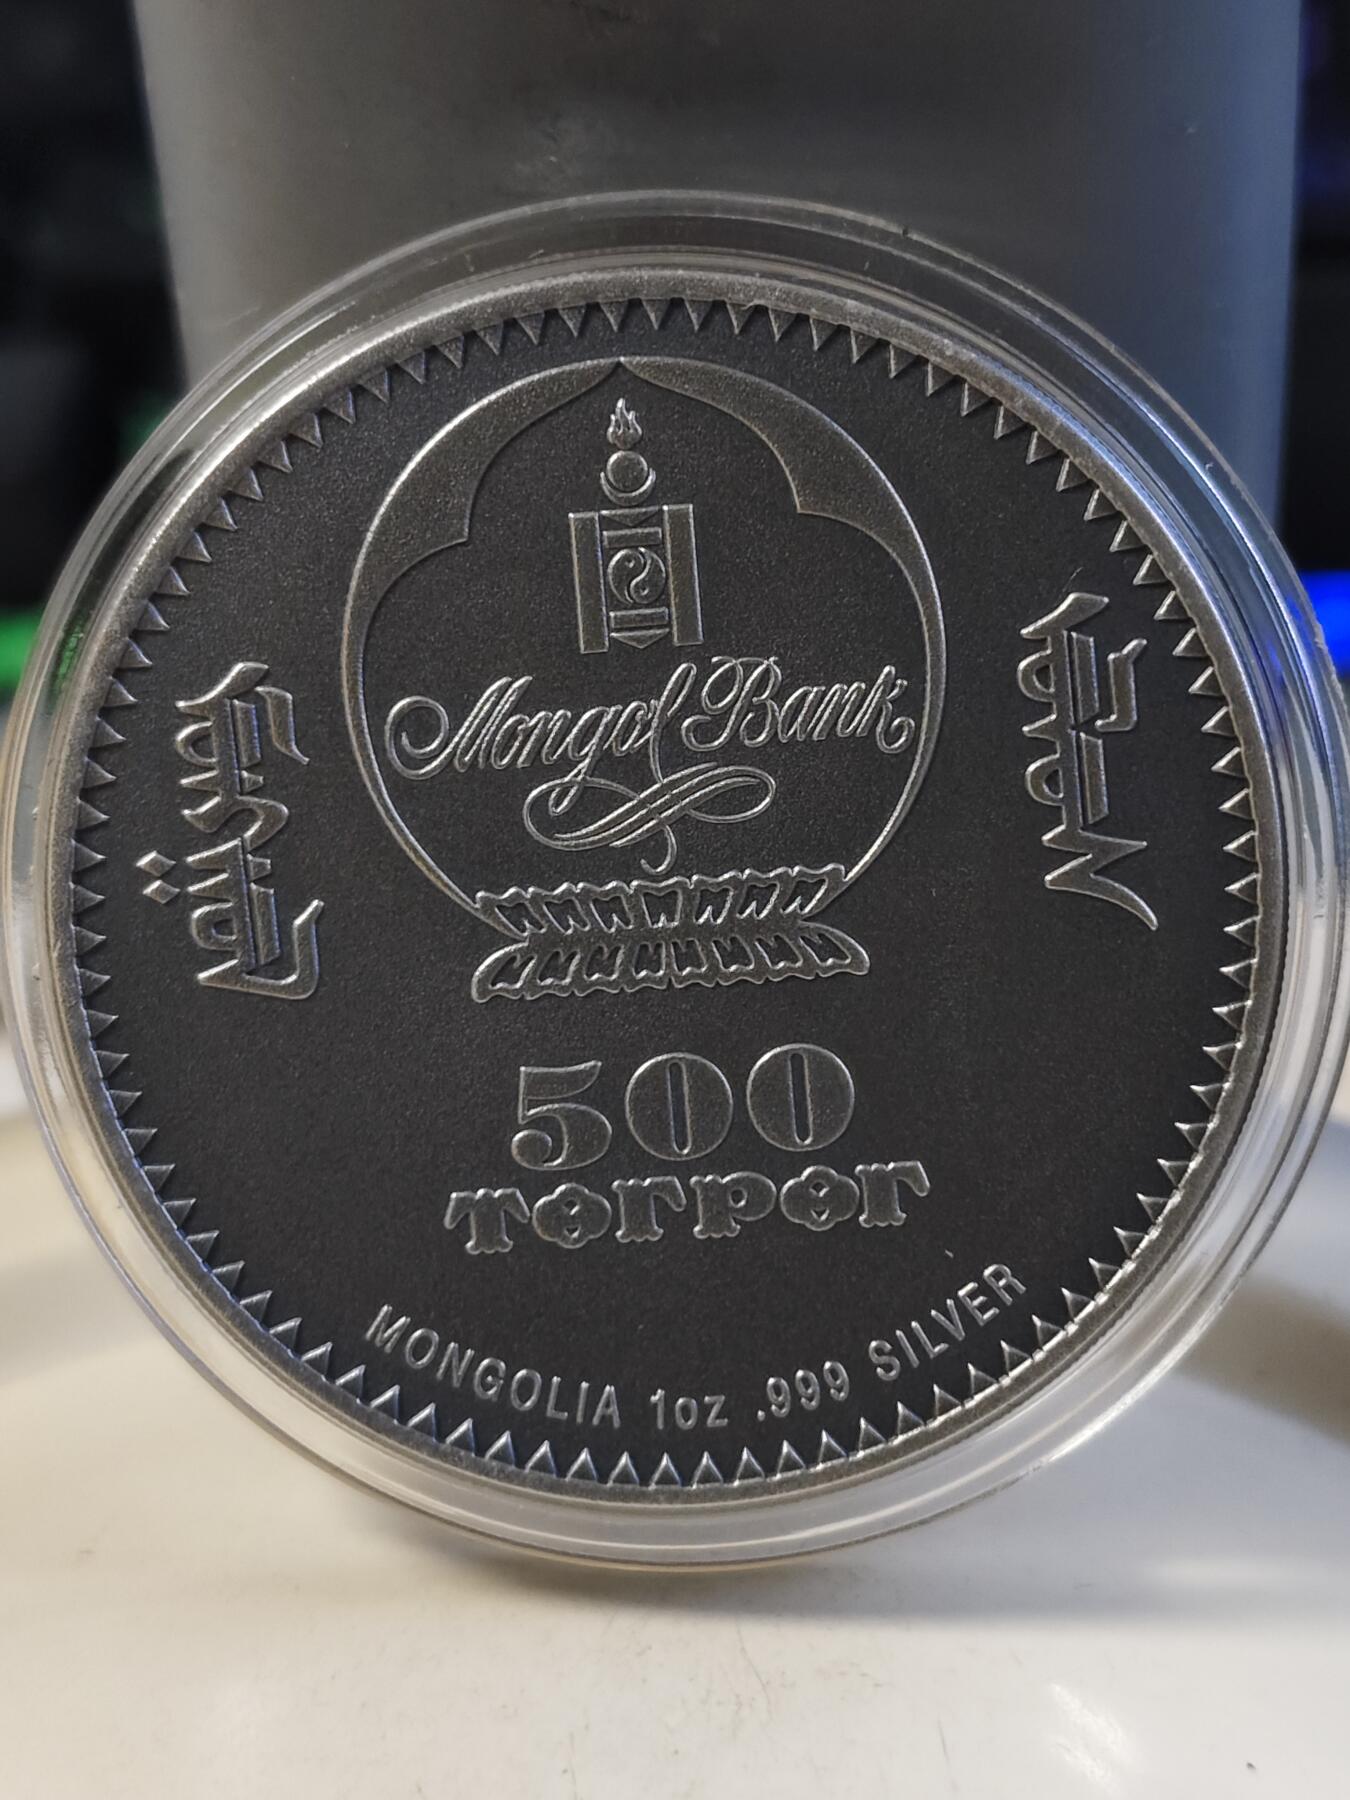 Mongol Bank
500
төгрөг
MONGOLIA 1oz .999 SILVER